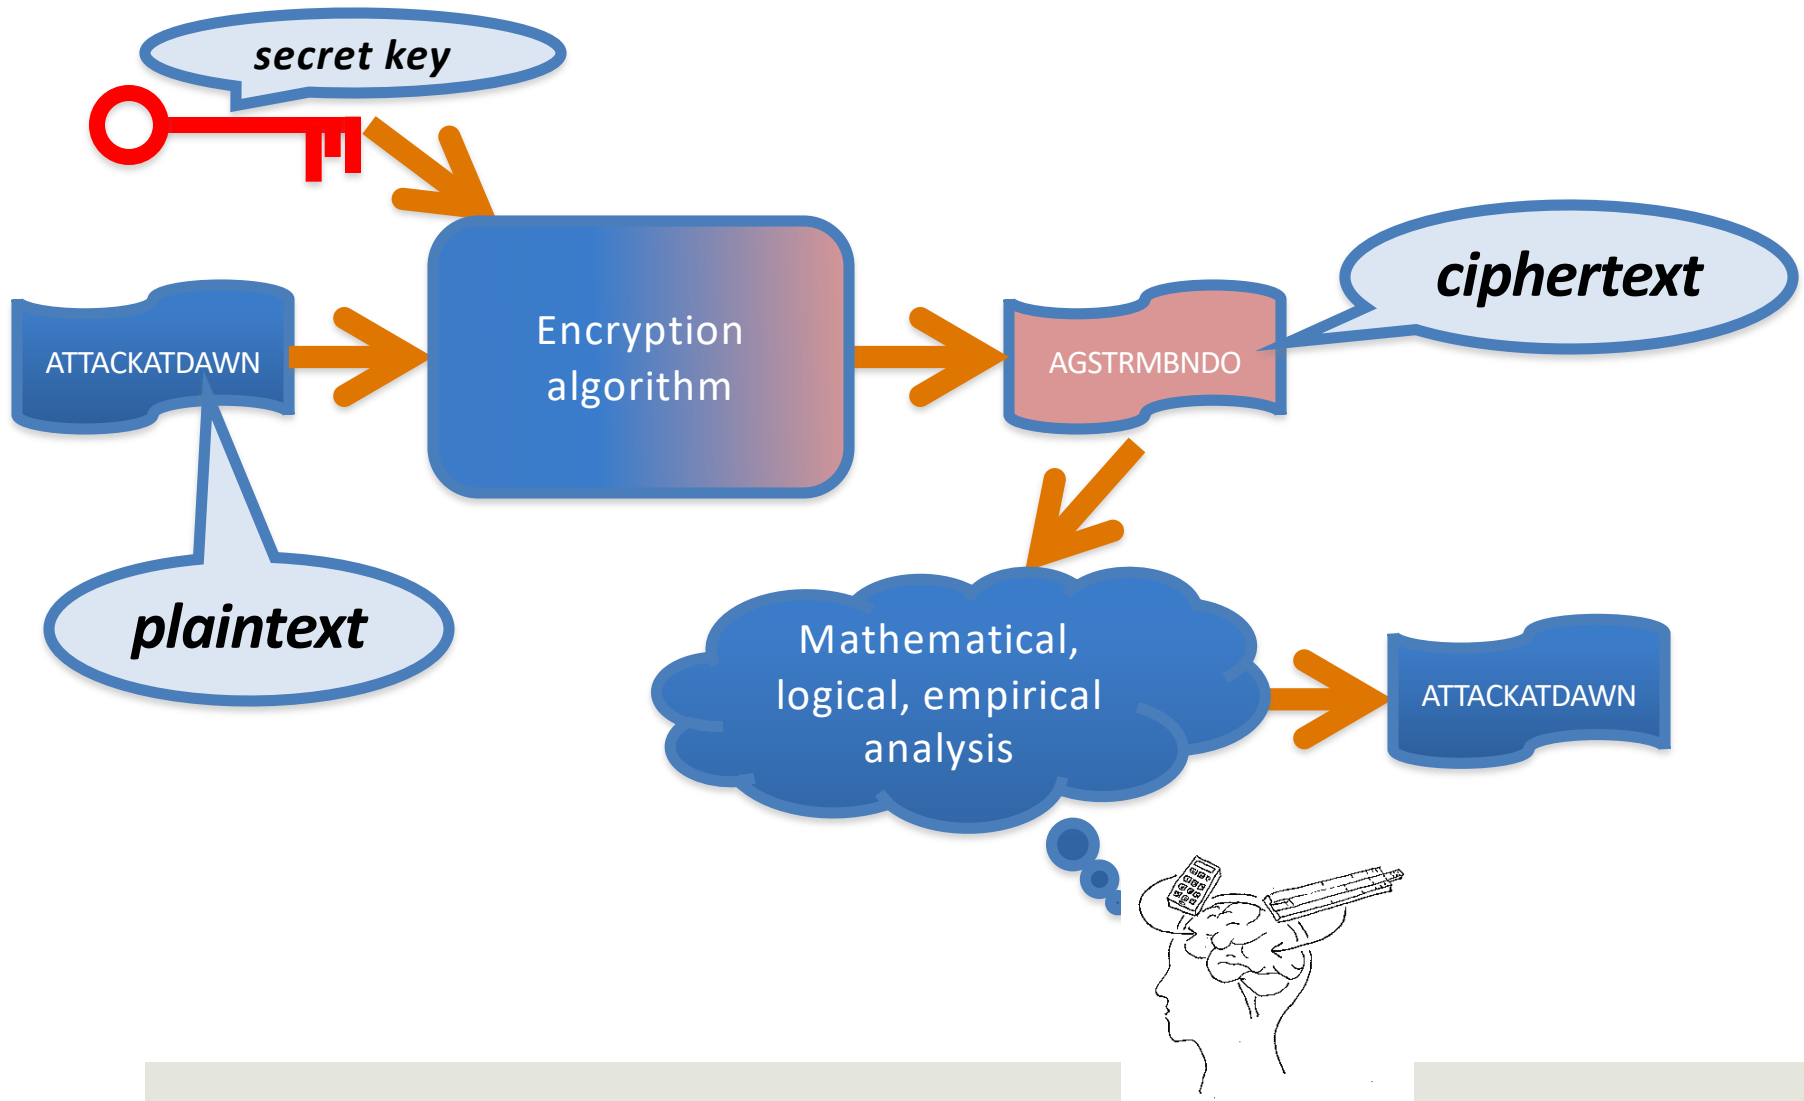 secret key
Encryption
algorithm
ATTACKATDAWN
AGSTRMBNDO
ciphertext
plaintext
Mathematical,
logical, empirical
analysis
ATTACKATDAWN